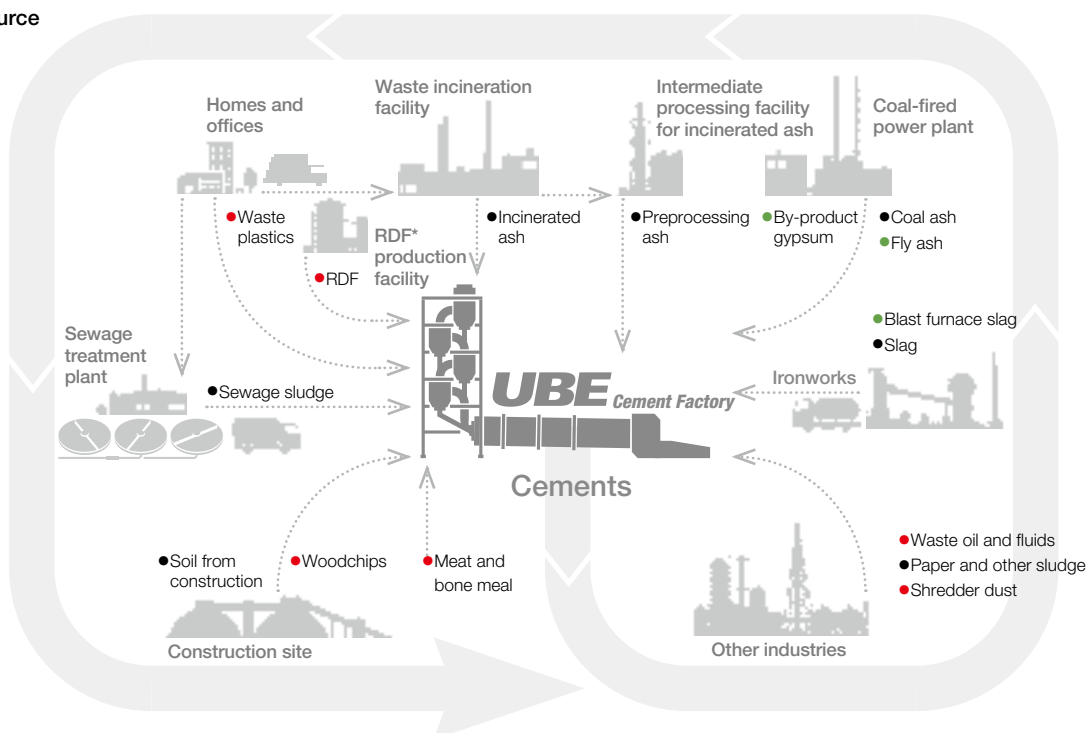 Homes and
offices
Waste incineration
facility
Intermediate
processing facility
for incinerated ash
Coal-fired
power plant
●Waste
plastics
RDF*
production
facility
●RDF
●Incinerated
ash
●Preprocessing
ash
●By-product
gypsum
●Coal ash
●Fly ash
●Blast furnace slag
●Slag
Ironworks
Sewage
treatment
plant
●Sewage sludge
UBE Cement Factory
Cements
●Soil from
construction
●Woodchips
●Meat and
bone meal
Construction site
●Waste oil and fluids
●Paper and other sludge
●Shredder dust
Other industries